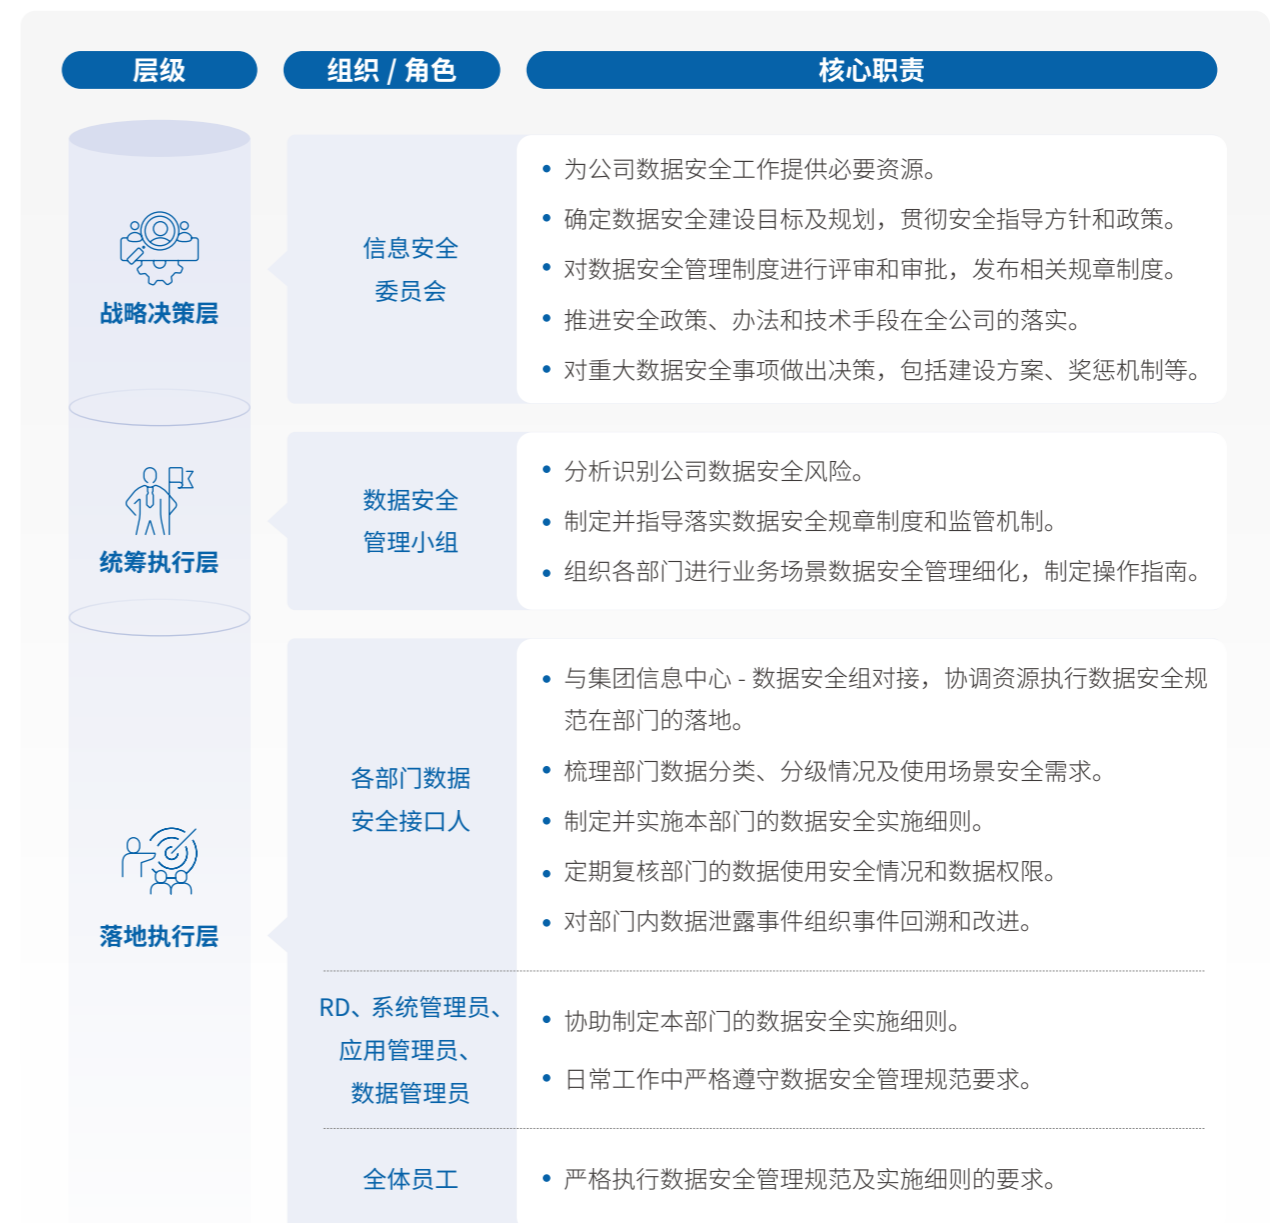 层级
组织 / 角色
核心职责
战略决策层
信息安全
委员会
为公司数据安全工作提供必要资源。
确定数据安全建设目标及规划，贯彻安全指导方针和政策。
对数据安全管理制度进行评审和审批，发布相关规章制度。
推进安全政策、办法和技术手段在全公司的落实。
对重大数据安全事项做出决策，包括建设方案、奖惩机制等。
统筹执行层
数据安全
管理小组
分析识别公司数据安全风险。
制定并指导落实数据安全规章制度和监管机制。
组织各部门进行业务场景数据安全管理细化，制定操作指南。
落地执行层
各部门数据
安全接口人
与集团信息中心 - 数据安全组对接，协调资源执行数据安全规
范在部门的落地。
梳理部门数据分类、分级情况及使用场景安全需求。
制定并实施本部门的数据安全实施细则。
定期复核部门的数据使用安全情况和数据权限。
对部门内数据泄露事件组织事件回溯和改进。
RD、系统管理员、
应用管理员、
数据管理员
协助制定本部门的数据安全实施细则。
日常工作中严格遵守数据安全管理规范要求。
全体员工
严格执行数据安全管理规范及实施细则的要求。